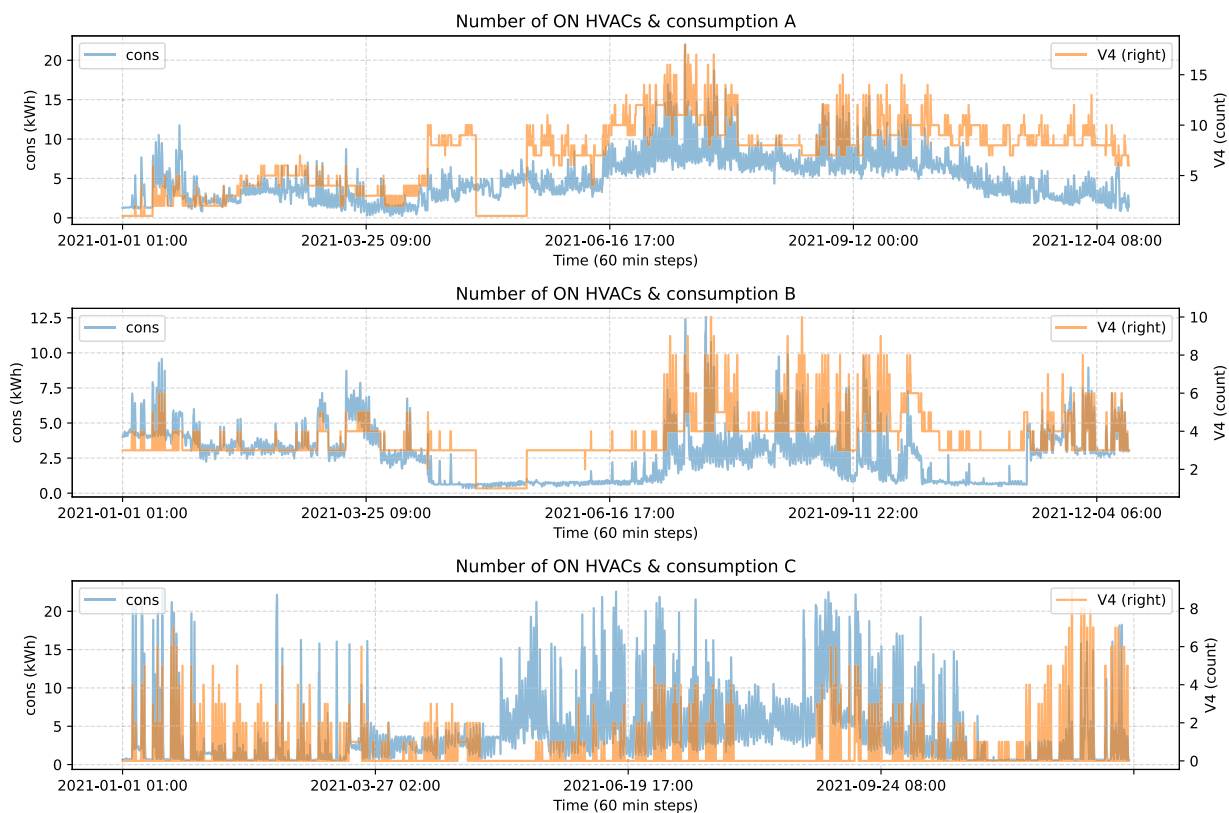 Number of ON HVACs & consumption A
cons
V4 (right)
cons (kWh)
20
15
10
5
0
15
10
5
V4 (count)
2021-01-01 01:00 2021-03-25 09:00 2021-06-16 17:00 2021-09-12 00:00 2021-12-04 08:00
Time (60 min steps)
Number of ON HVACs & consumption B
cons
V4 (right)
cons (kWh)
12.5
10.0
7.5
5.0
2.5
0.0
10
8
6
4
2
V4 (count)
2021-01-01 01:00 2021-03-25 09:00 2021-06-16 17:00 2021-09-11 22:00 2021-12-04 06:00
Time (60 min steps)
Number of ON HVACs & consumption C
cons
V4 (right)
cons (kWh)
20
15
10
5
0
8
6
4
2
0
V4 (count)
2021-01-01 01:00 2021-03-27 02:00 2021-06-19 17:00 2021-09-24 08:00
Time (60 min steps)